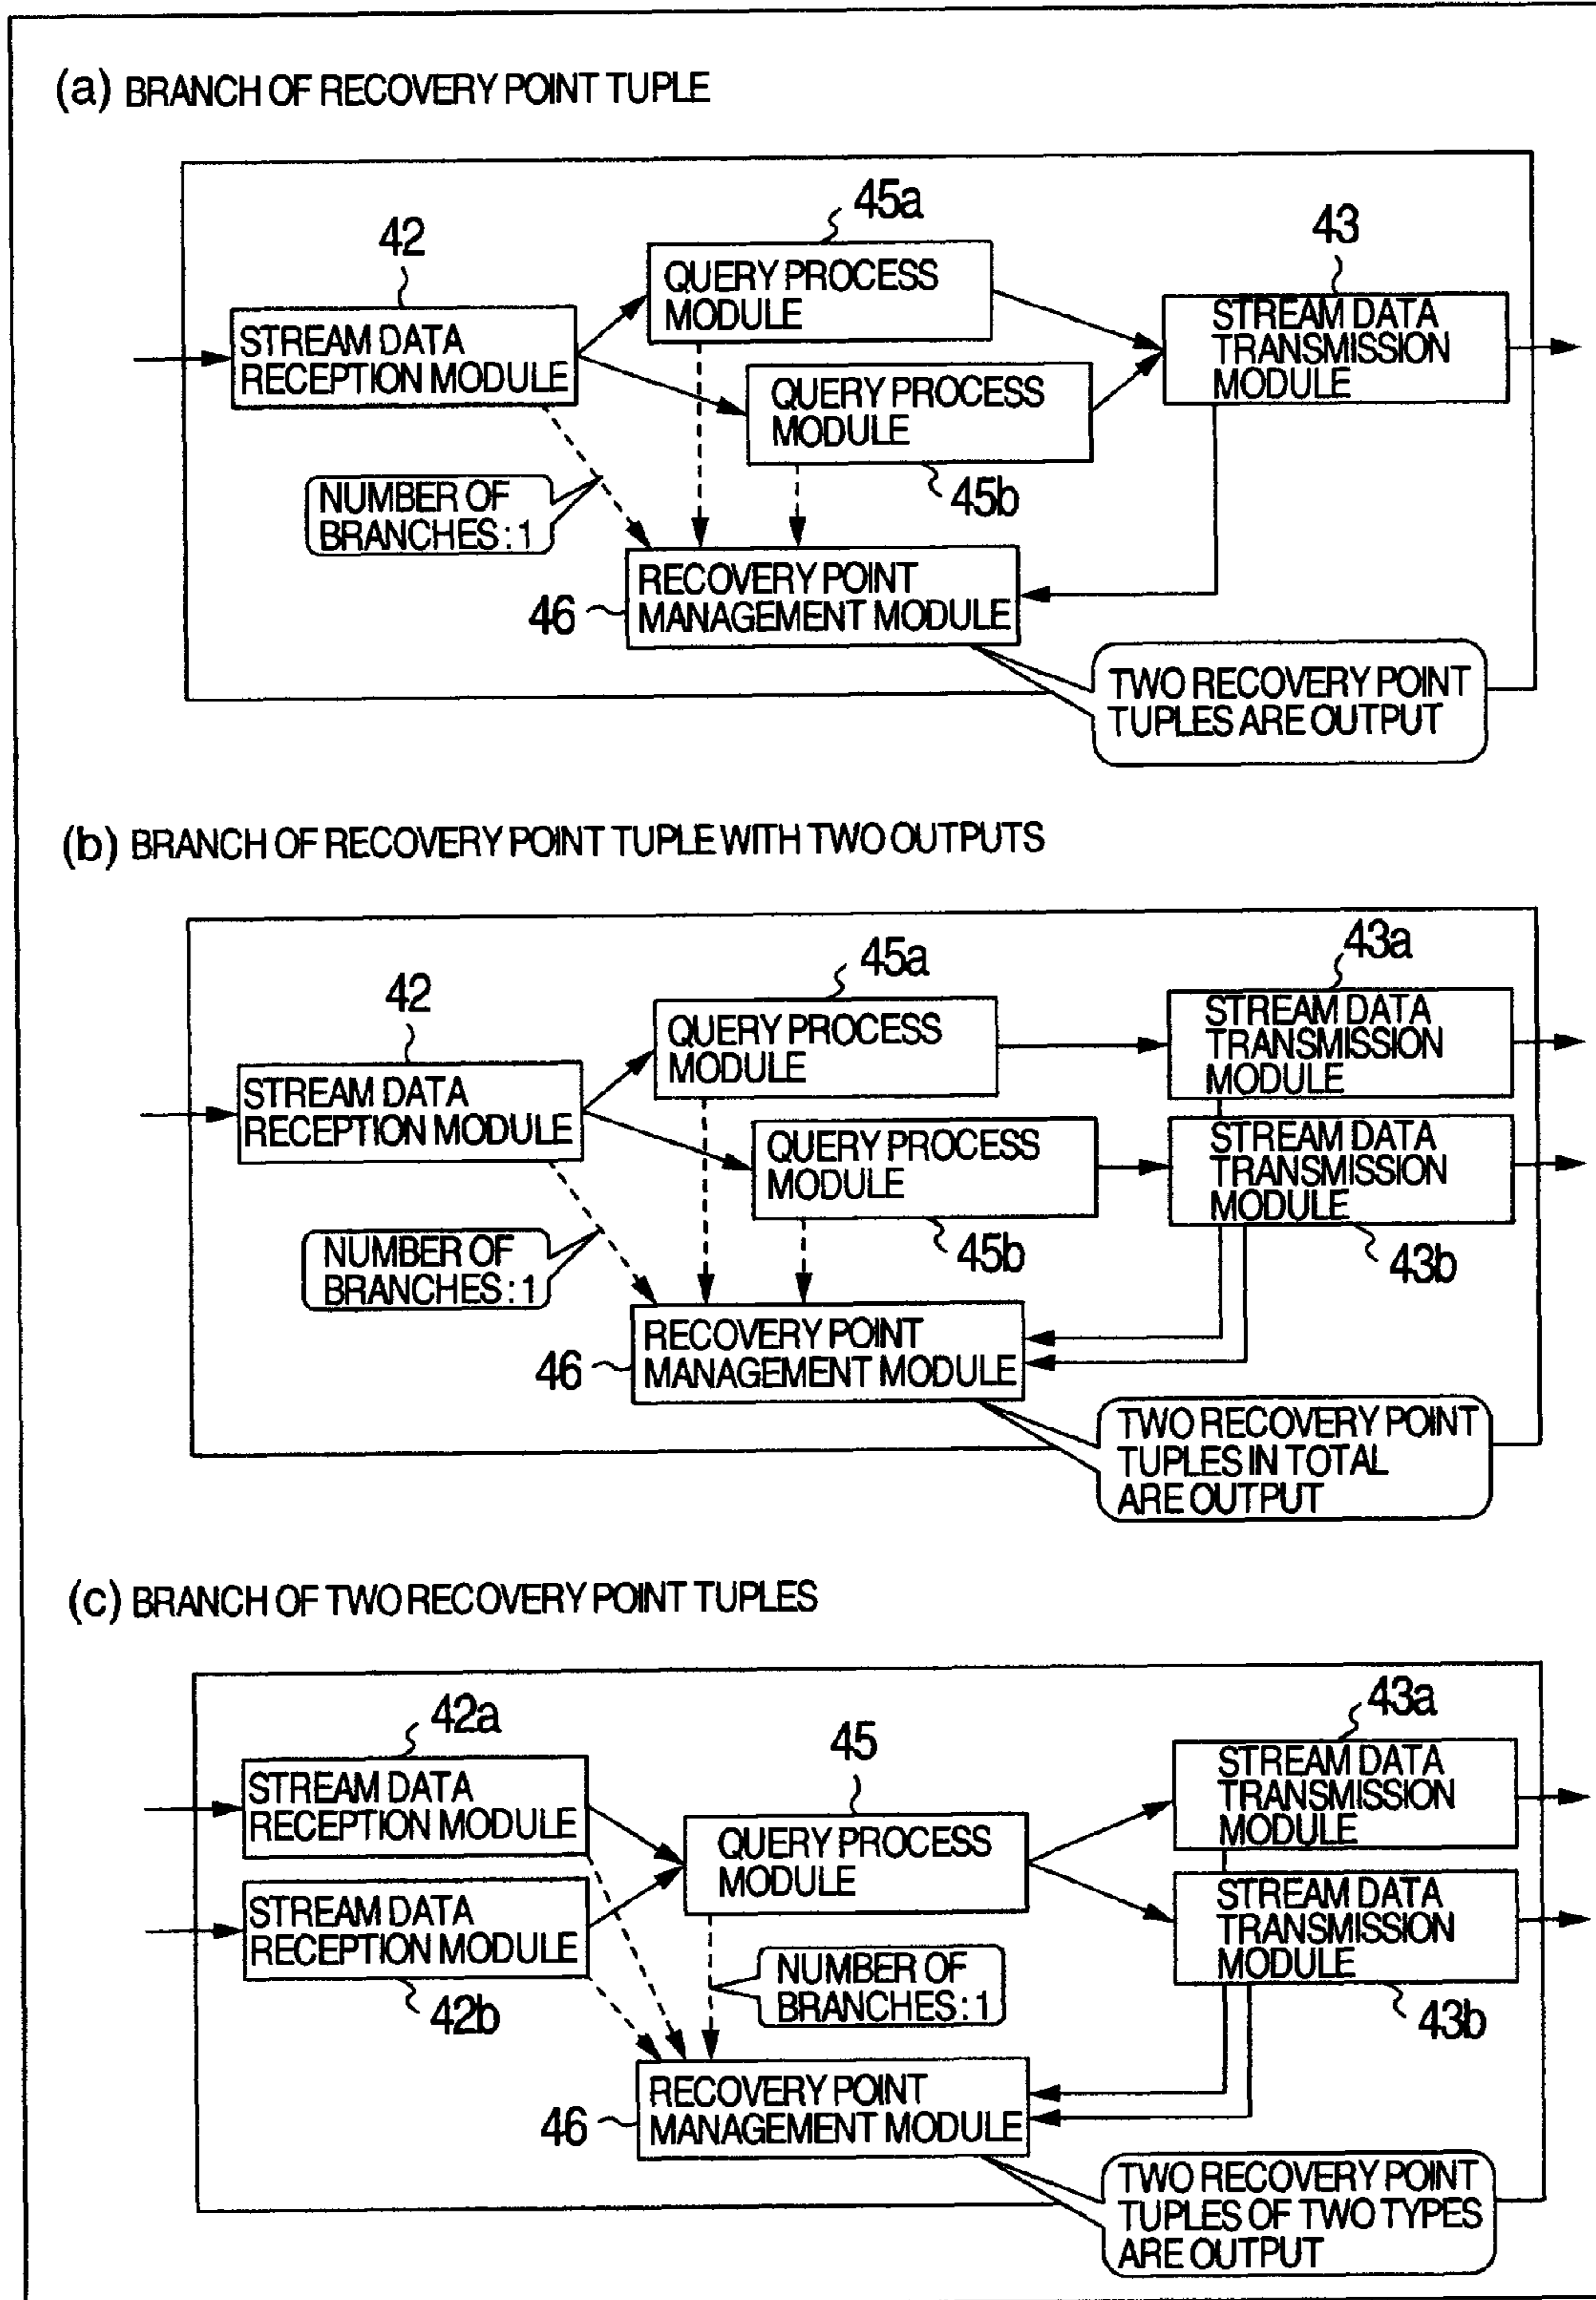 (a) BRANCH OF RECOVERY POINT TUPLE
45a
42
43
QUERY PROCESS
MODULE
STREAM DATA
RECEPTION MODULE
STREAM DATA
TRANSMISSION
MODULE
QUERY PROCESS
MODULE
45b
NUMBER OF
BRANCHES : 1
46
RECOVERY POINT
MANAGEMENT MODULE
TWO RECOVERY POINT
TUPLES ARE OUTPUT
(b) BRANCH OF RECOVERY POINT TUPLE WITH TWO OUTPUTS
45a
43a
42
QUERY PROCESS
MODULE
STREAM DATA
TRANSMISSION
MODULE
STREAM DATA
RECEPTION MODULE
QUERY PROCESS
MODULE
STREAM DATA
TRANSMISSION
MODULE
45b
43b
NUMBER OF
BRANCHES : 1
46
RECOVERY POINT
MANAGEMENT MODULE
TWO RECOVERY POINT
TUPLES IN TOTAL
ARE OUTPUT
(c) BRANCH OF TWO RECOVERY POINT TUPLES
42a
45
43a
STREAM DATA
RECEPTION MODULE
QUERY PROCESS
MODULE
STREAM DATA
TRANSMISSION
MODULE
STREAM DATA
RECEPTION MODULE
STREAM DATA
TRANSMISSION
MODULE
42b
NUMBER OF
BRANCHES : 1
43b
46
RECOVERY POINT
MANAGEMENT MODULE
TWO RECOVERY POINT
TUPLES OF TWO TYPES
ARE OUTPUT